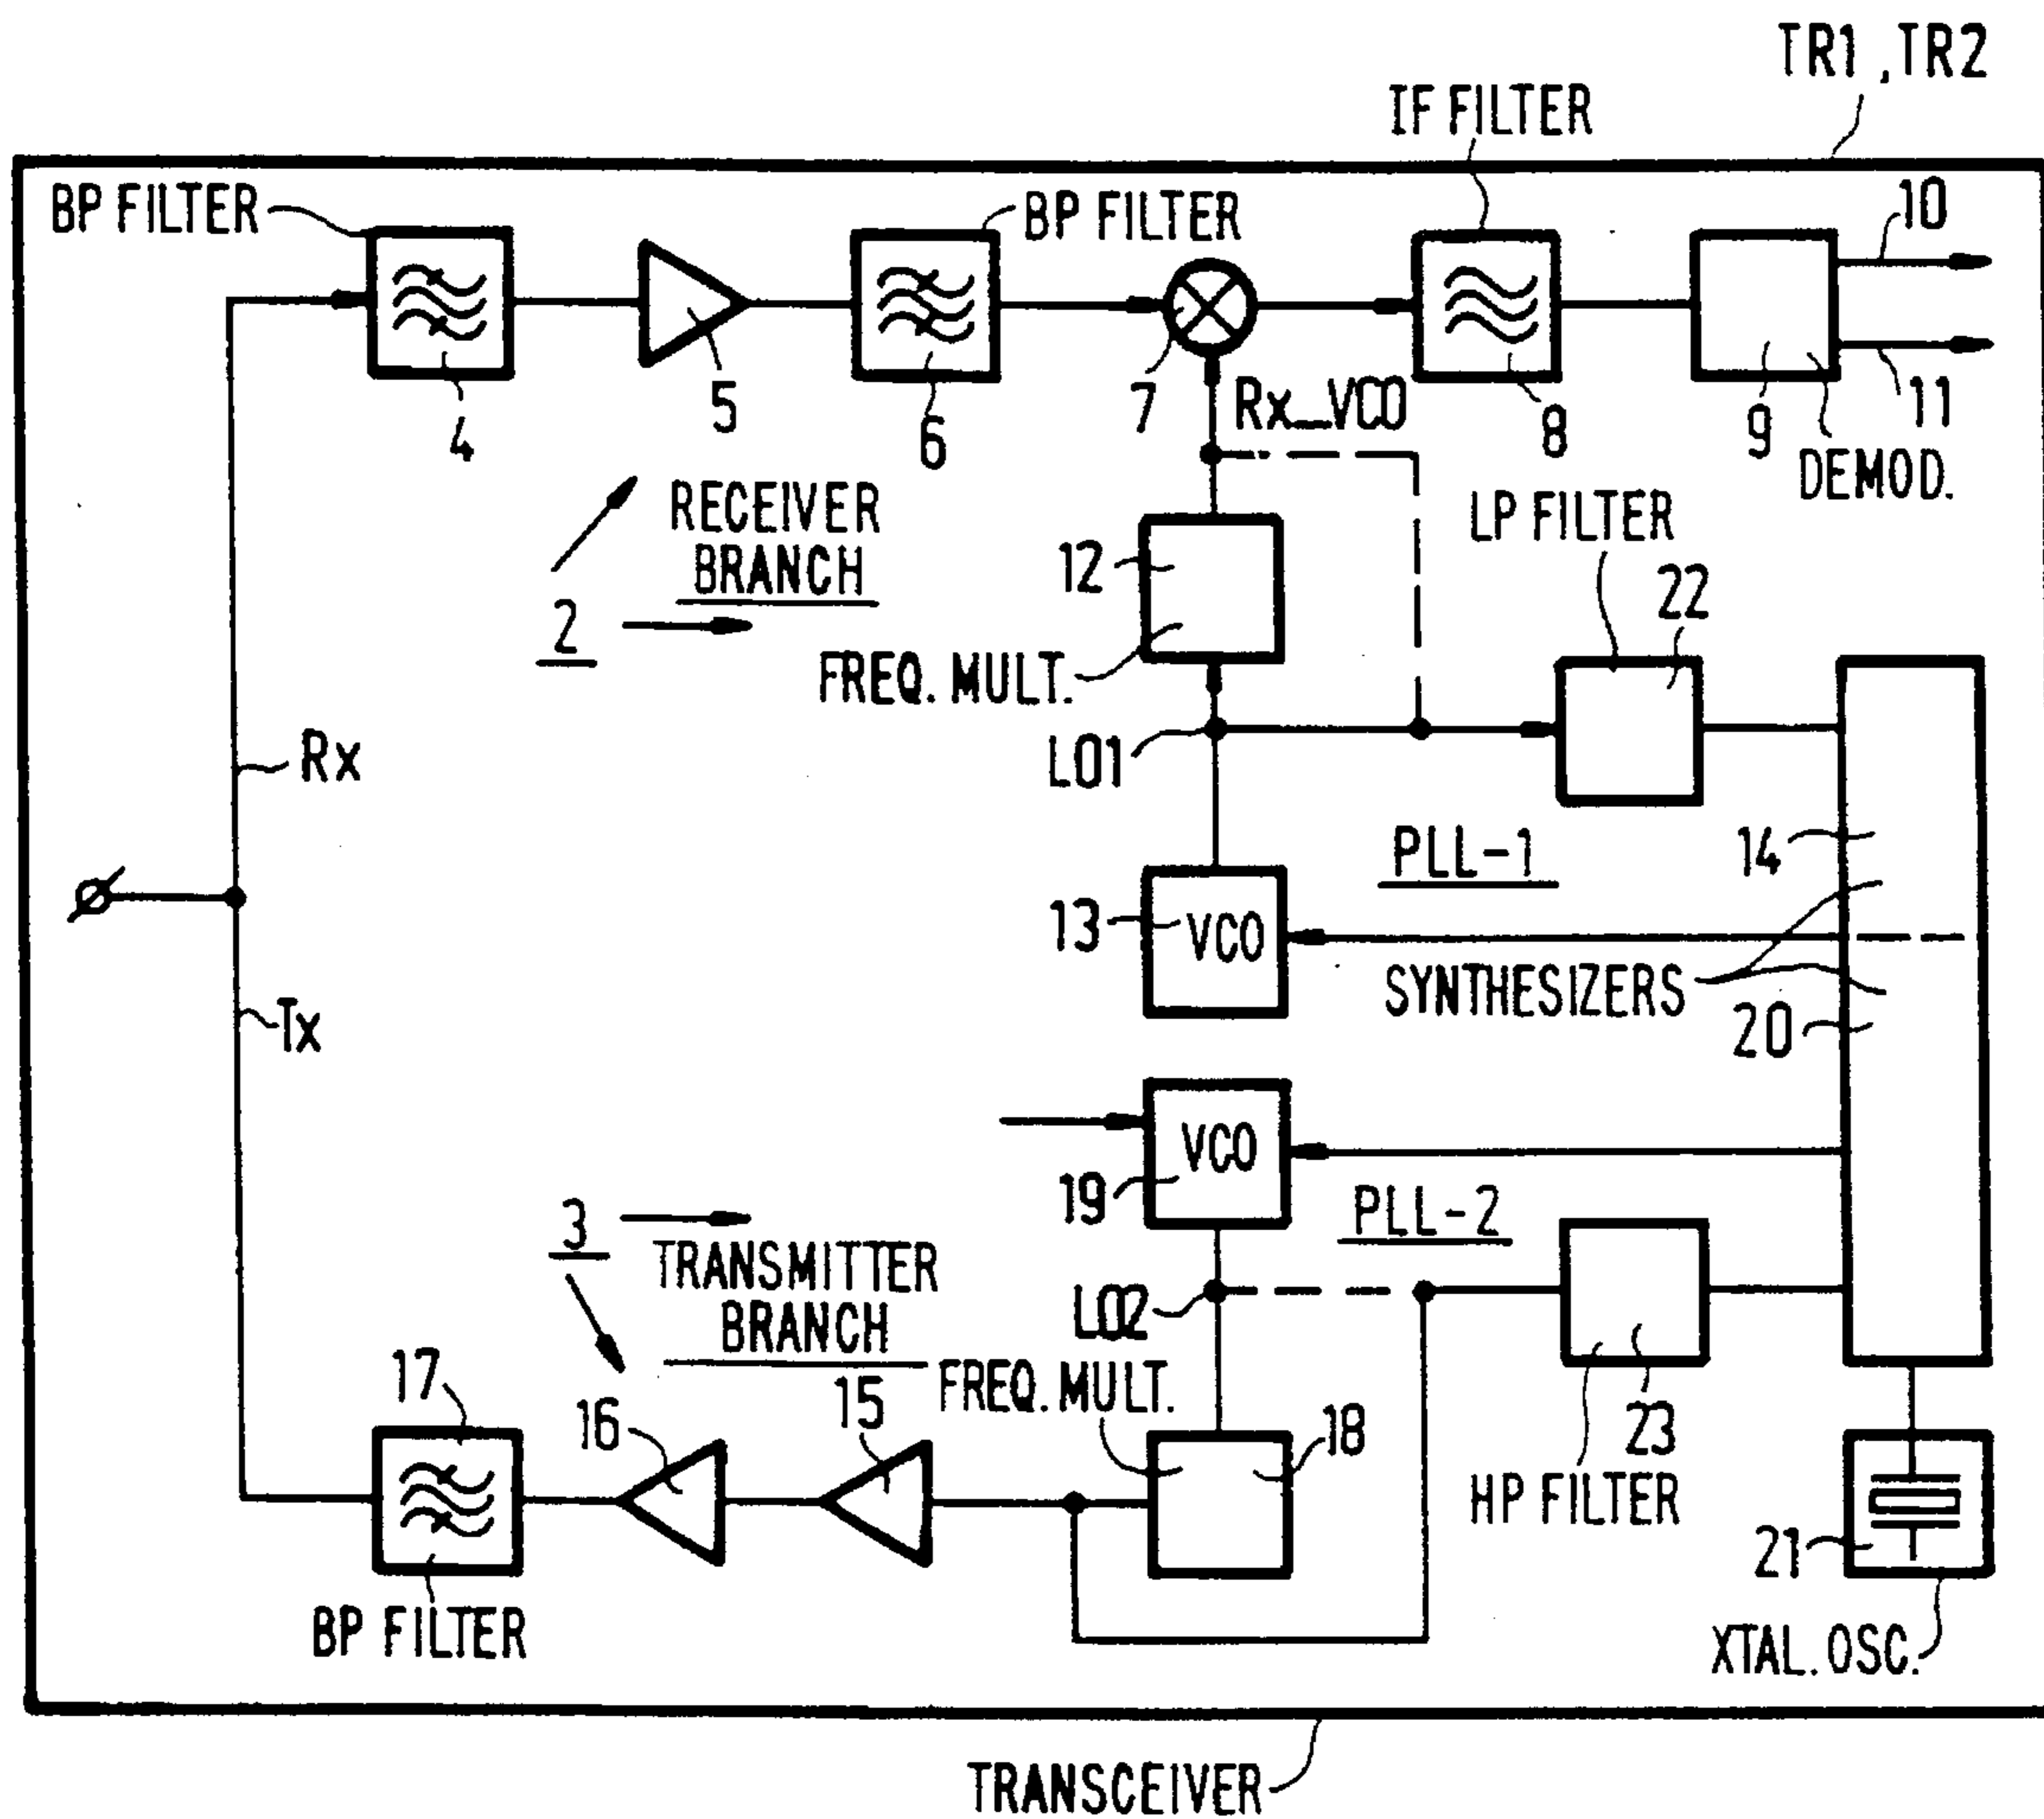 TR1, TR2
IF FILTER
BP FILTER
BP FILTER
10
4
5
6
7
Rx_VCO
8
9
11
DEMOD.
RECEIVER
BRANCH
2
12
FREQ. MULT.
LP FILTER
22
LO1
Rx
PLL-1
14
13
VCO
SYNTHESIZERS
20
Tx
VCO
19
PLL-2
3
TRANSMITTER
BRANCH
LO2
17
16
15
FREQ. MULT.
18
23
HP FILTER
21
BP FILTER
XTAL. OSC.
TRANSCEIVER